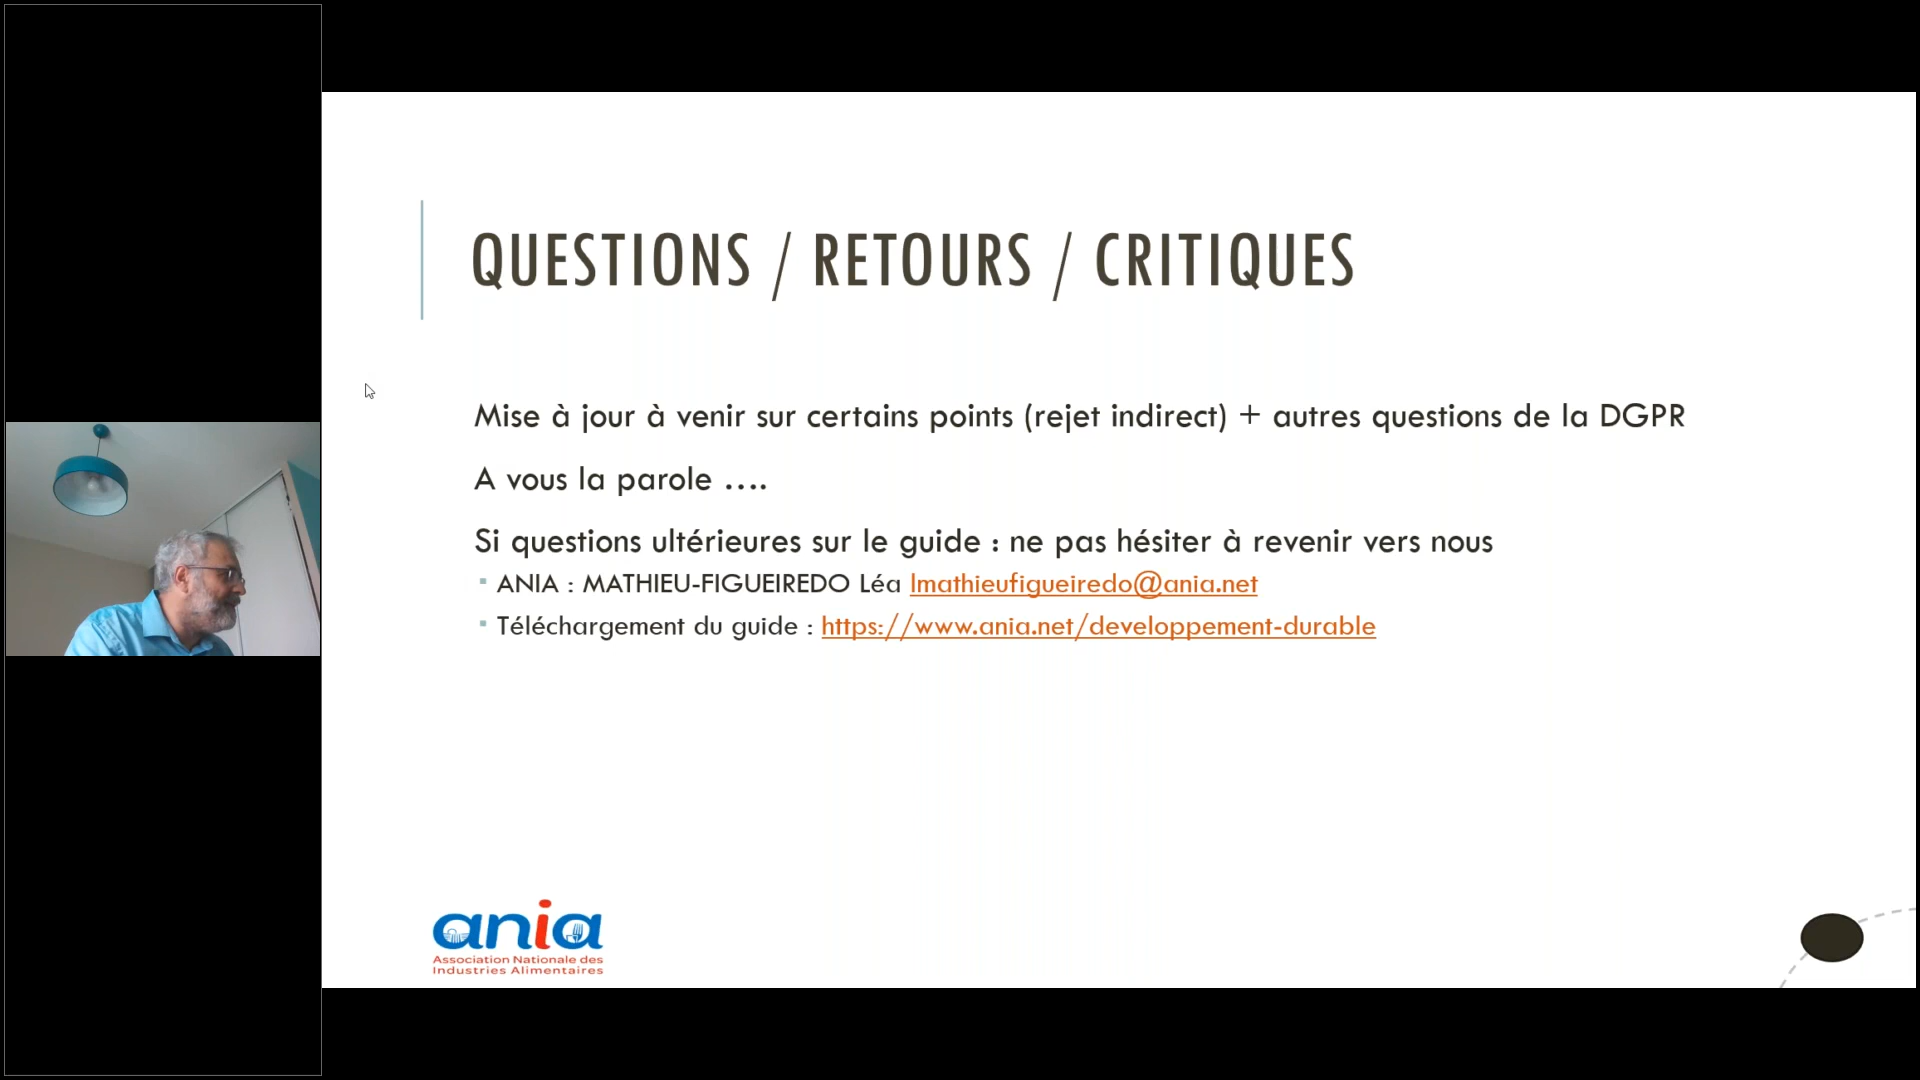 QUESTIONS / RETOURS / CRITIQUES
Mise à jour à venir sur certains points (rejet indirect) + autres questions de la DGPR
A vous la parole ....
Si questions ultérieures sur le guide : ne pas hésiter à revenir vers nous
ANIA : MATHIEU-FIGUEIREDO Léa lmathieufigueiredo@ania.net
Téléchargement du guide : https://www.ania.net/developpement-durable
ania
Association Nationale des
Industries Alimentaires